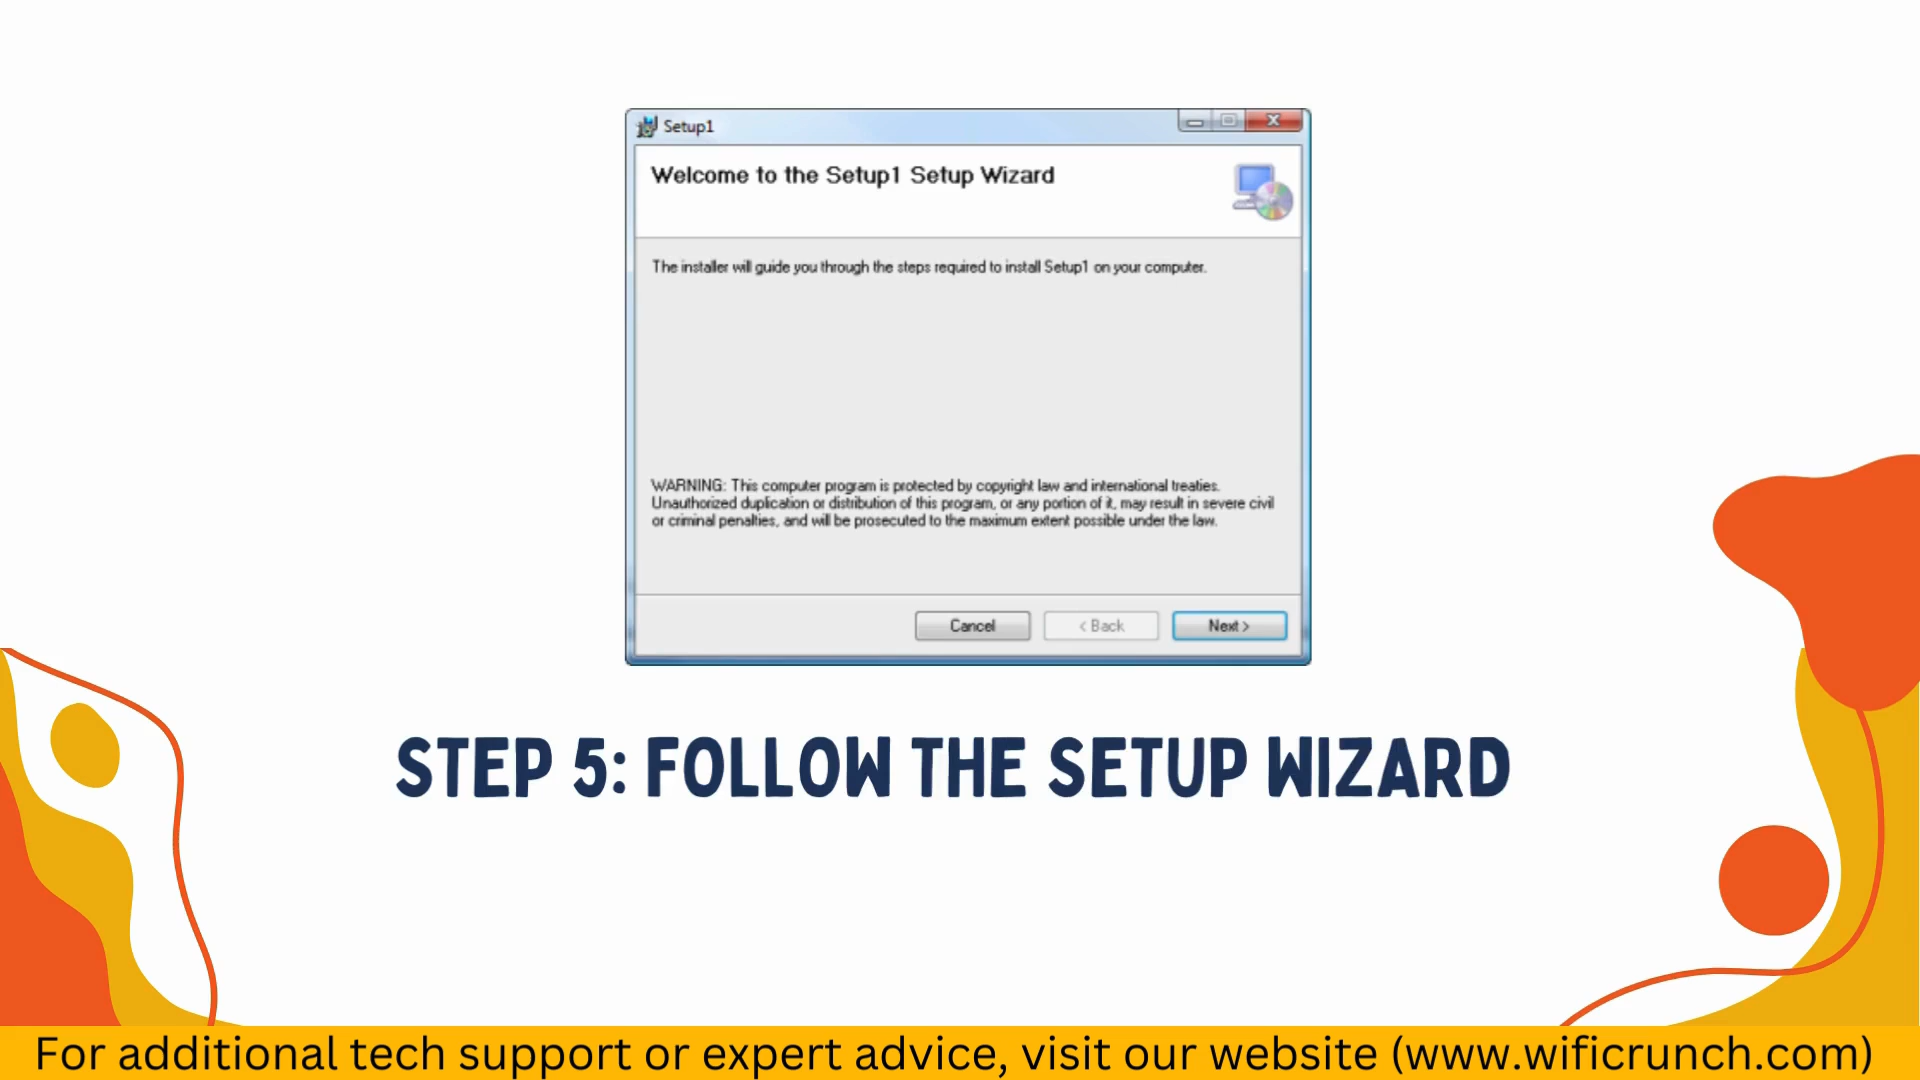 Setup1
Welcome to the Setup1 Setup Wizard
The installer will guide you through the steps required to install Setup1 on your computer.
WARNING: This computer program is protected by copyright law and international treaties.
Unauthorized duplication or distribution of this program, or any portion of it, may result in severe civil
or criminal penalties, and will be prosecuted to the maximum extent possible under the law.
Cancel
< Back
Next >
STEP 5: FOLLOW THE SETUP WIZARD
For additional tech support or expert advice, visit our website (www.wificrunch.com)